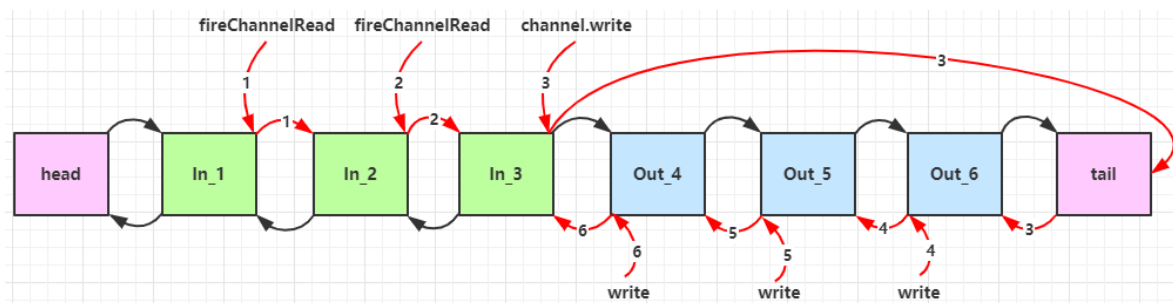 fireChannelRead fireChannelRead channel.write
3
1 2 3
1 2
head In_1 In_2 In_3 Out_4 Out_5 Out_6 tail
6 5 4 3
6 5 4
write write write